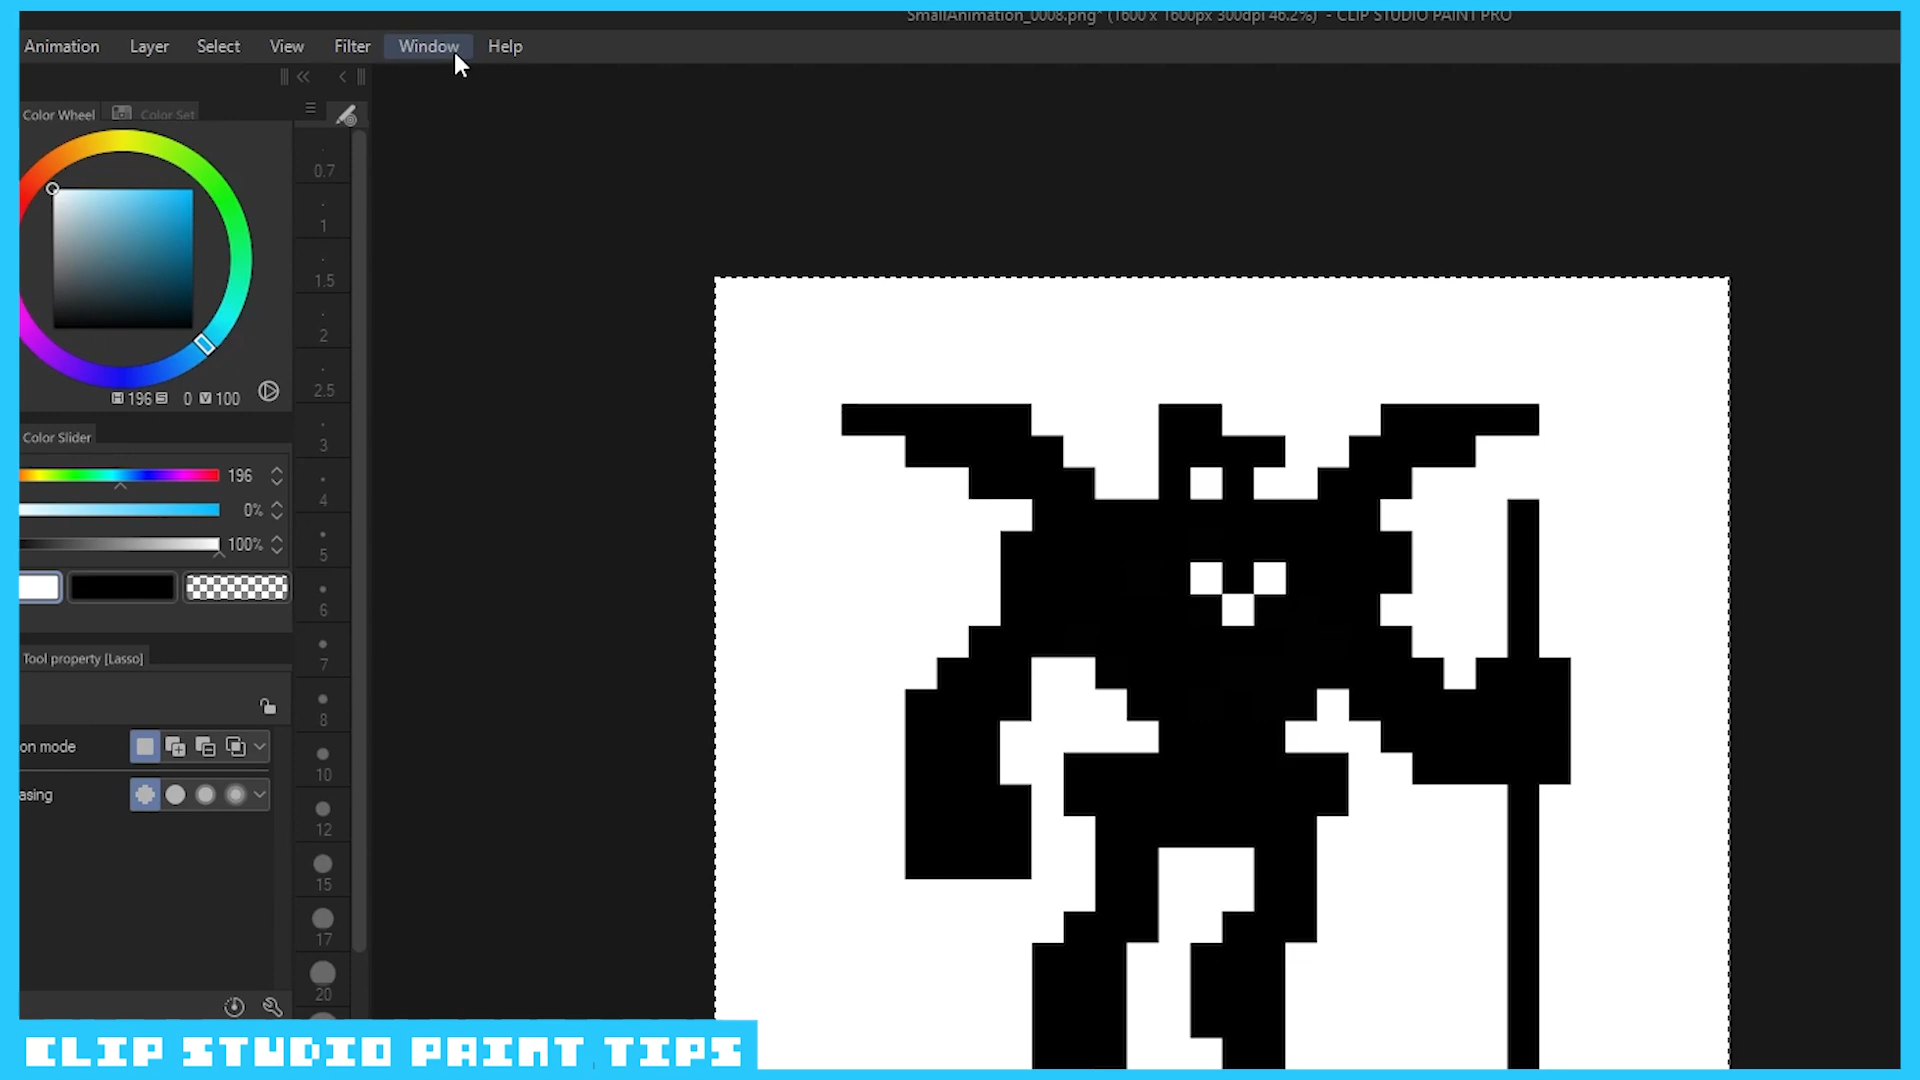 SmallAnimation_0008.png* (1600 x 1600px 300dpi 46.2%) - CLIP STUDIO PAINT PRO
Animation Layer Select View Filter Window Help
Color Wheel Color Set
0.7
1
1.5
2
2.5
H 196 S 0 V 100
3
Color Slider
196
4
0%
100%
5
6
Tool property [Lasso]
7
8
on mode
10
asing
12
15
17
20
CLIP STUDIO PAINT TIPS